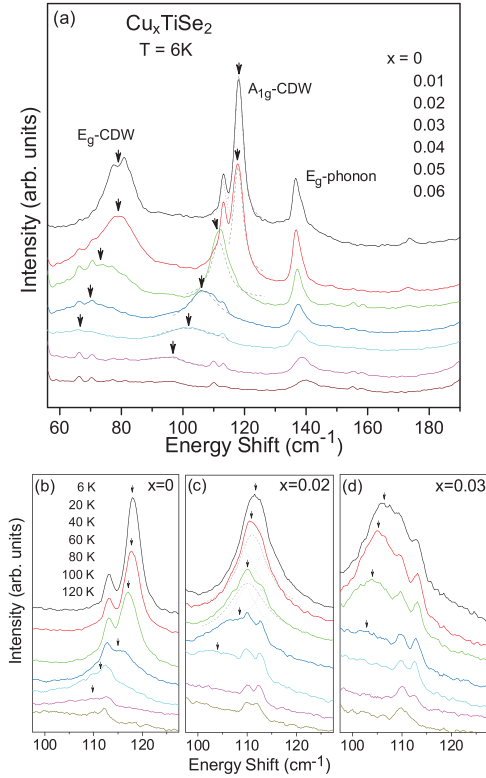 (a)
CuxTiSe2
T = 6K
x = 0
0.01
0.02
0.03
0.04
0.05
0.06
A1g-CDW
Eg-CDW
Eg-phonon
Intensity (arb. units)
60 80 100 120 140 160 180
Energy Shift (cm-1)
(b) x=0
6 K
20 K
40 K
60 K
80 K
100 K
120 K
(c) x=0.02
(d) x=0.03
Intensity (arb. units)
100 110 120
100 110 120
100 110 120
Energy Shift (cm-1)